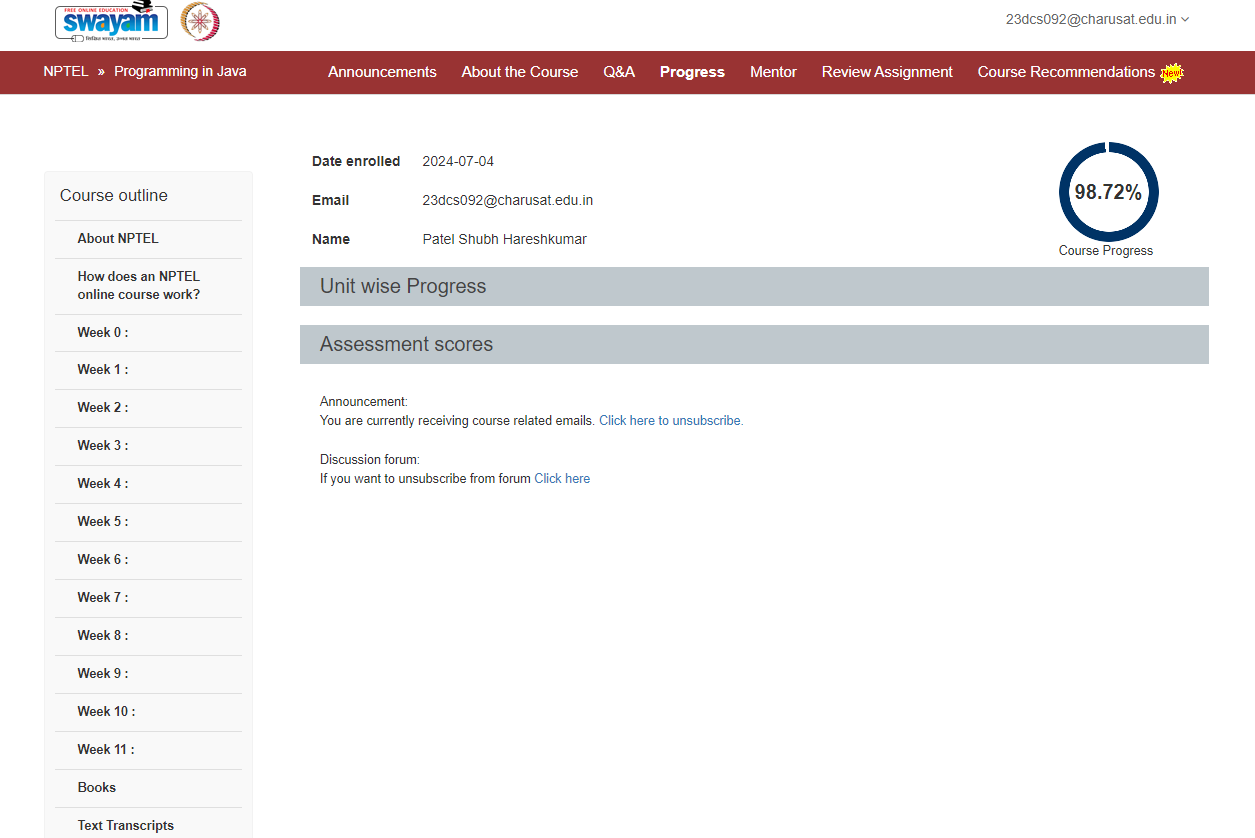 FREE ONLINE EDUCATION
swayam
23dcs092@charusat.edu.in
NPTEL » Programming in Java
Announcements About the Course Q&A Progress Mentor Review Assignment Course Recommendations New!
Course outline
About NPTEL
How does an NPTEL
online course work?
Week 0 :
Week 1 :
Week 2 :
Week 3 :
Week 4 :
Week 5 :
Week 6 :
Week 7 :
Week 8 :
Week 9 :
Week 10 :
Week 11 :
Books
Text Transcripts
Date enrolled 2024-07-04
Email 23dcs092@charusat.edu.in
Name Patel Shubh Hareshkumar
98.72%
Course Progress
Unit wise Progress
Assessment scores
Announcement:
You are currently receiving course related emails. Click here to unsubscribe.
Discussion forum:
If you want to unsubscribe from forum Click here